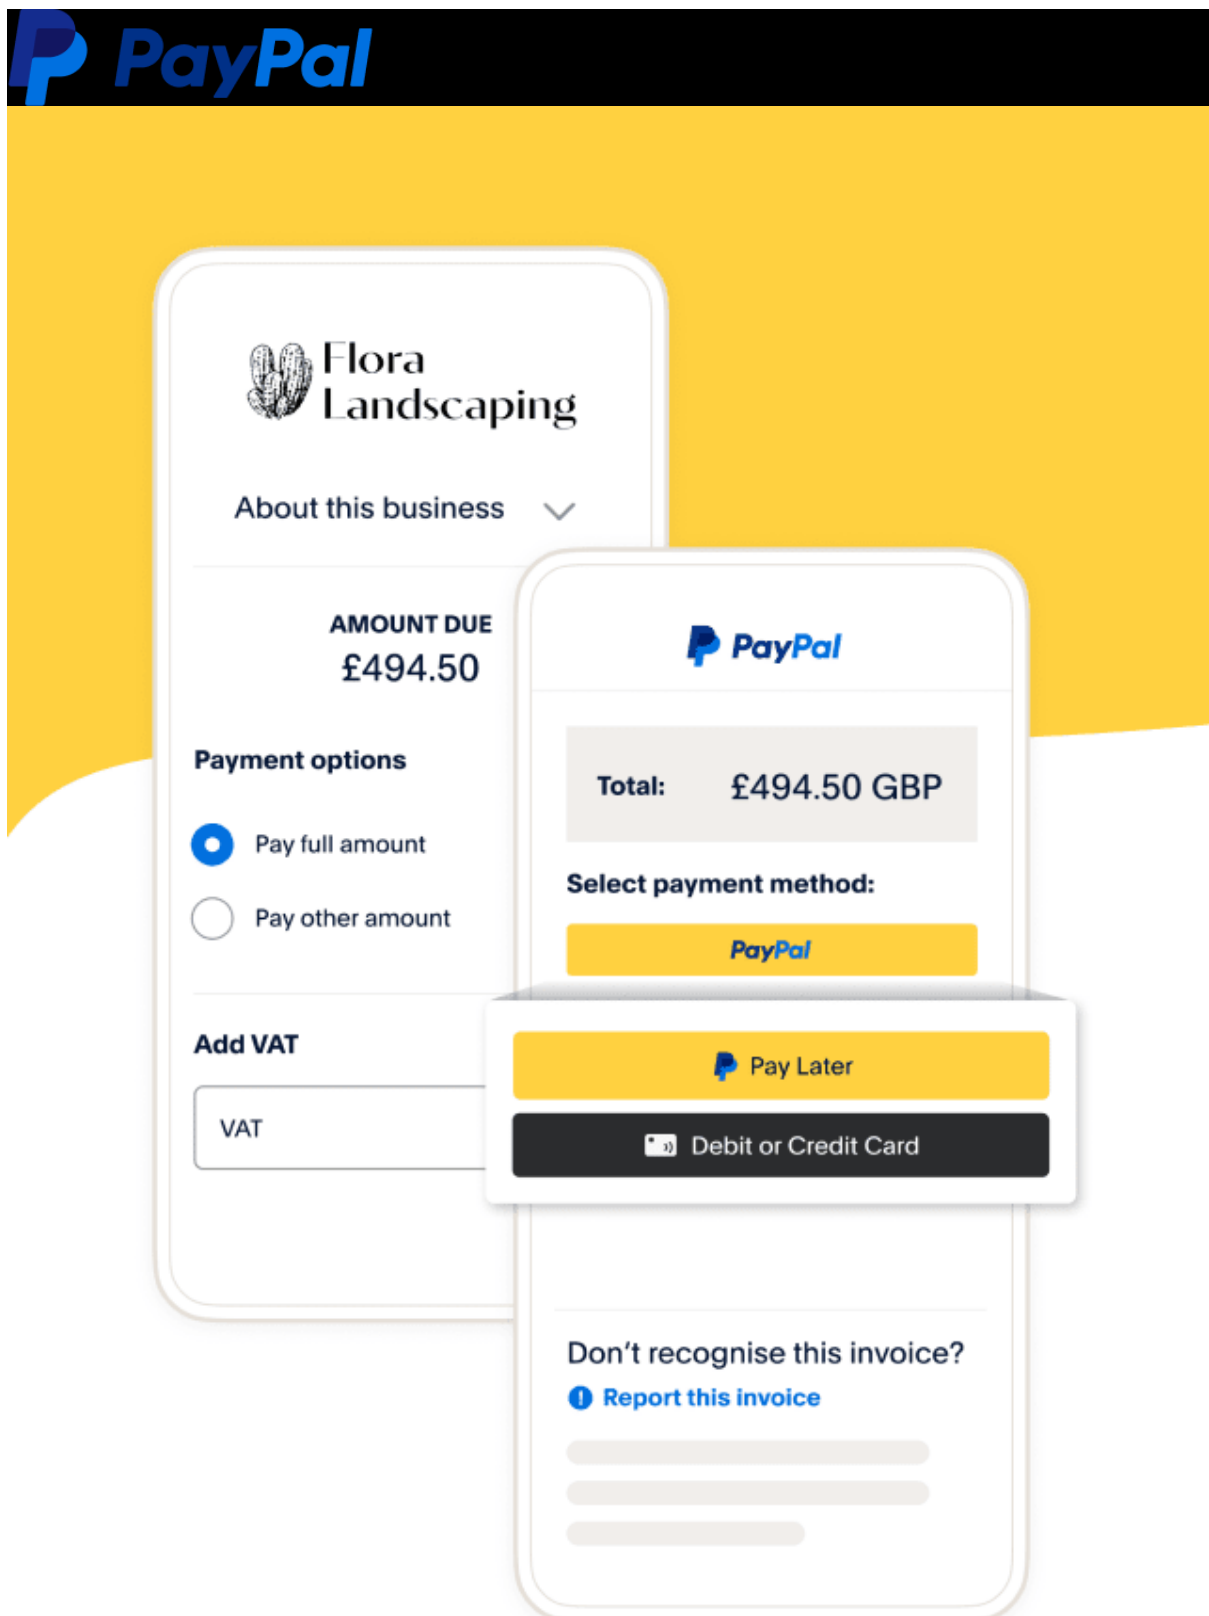 PayPal
Flora
Landscaping
About this business
AMOUNT DUE
£494.50
Payment options
Pay full amount
Pay other amount
Add VAT
VAT
PayPal
Total: £494.50 GBP
Select payment method:
PayPal
Pay Later
Debit or Credit Card
Don’t recognise this invoice?
Report this invoice